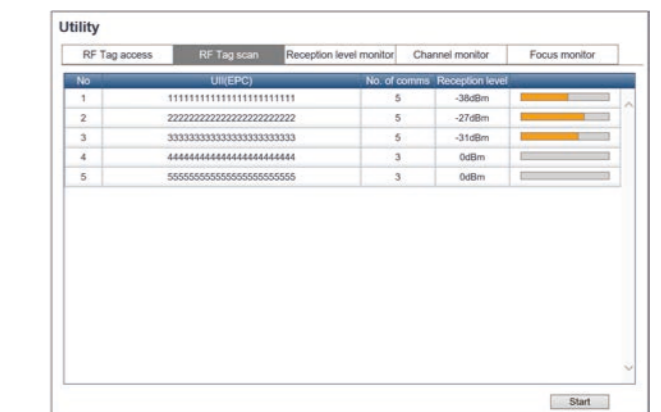 Utility
RF Tag access RF Tag scan Reception level monitor Channel monitor Focus monitor
No UII(EPC) No. of comms Reception level
1 111111111111111111111111 5 -38dBm
2 222222222222222222222222 5 -27dBm
3 333333333333333333333333 5 -31dBm
4 444444444444444444444444 3 0dBm
5 555555555555555555555555 3 0dBm
Start